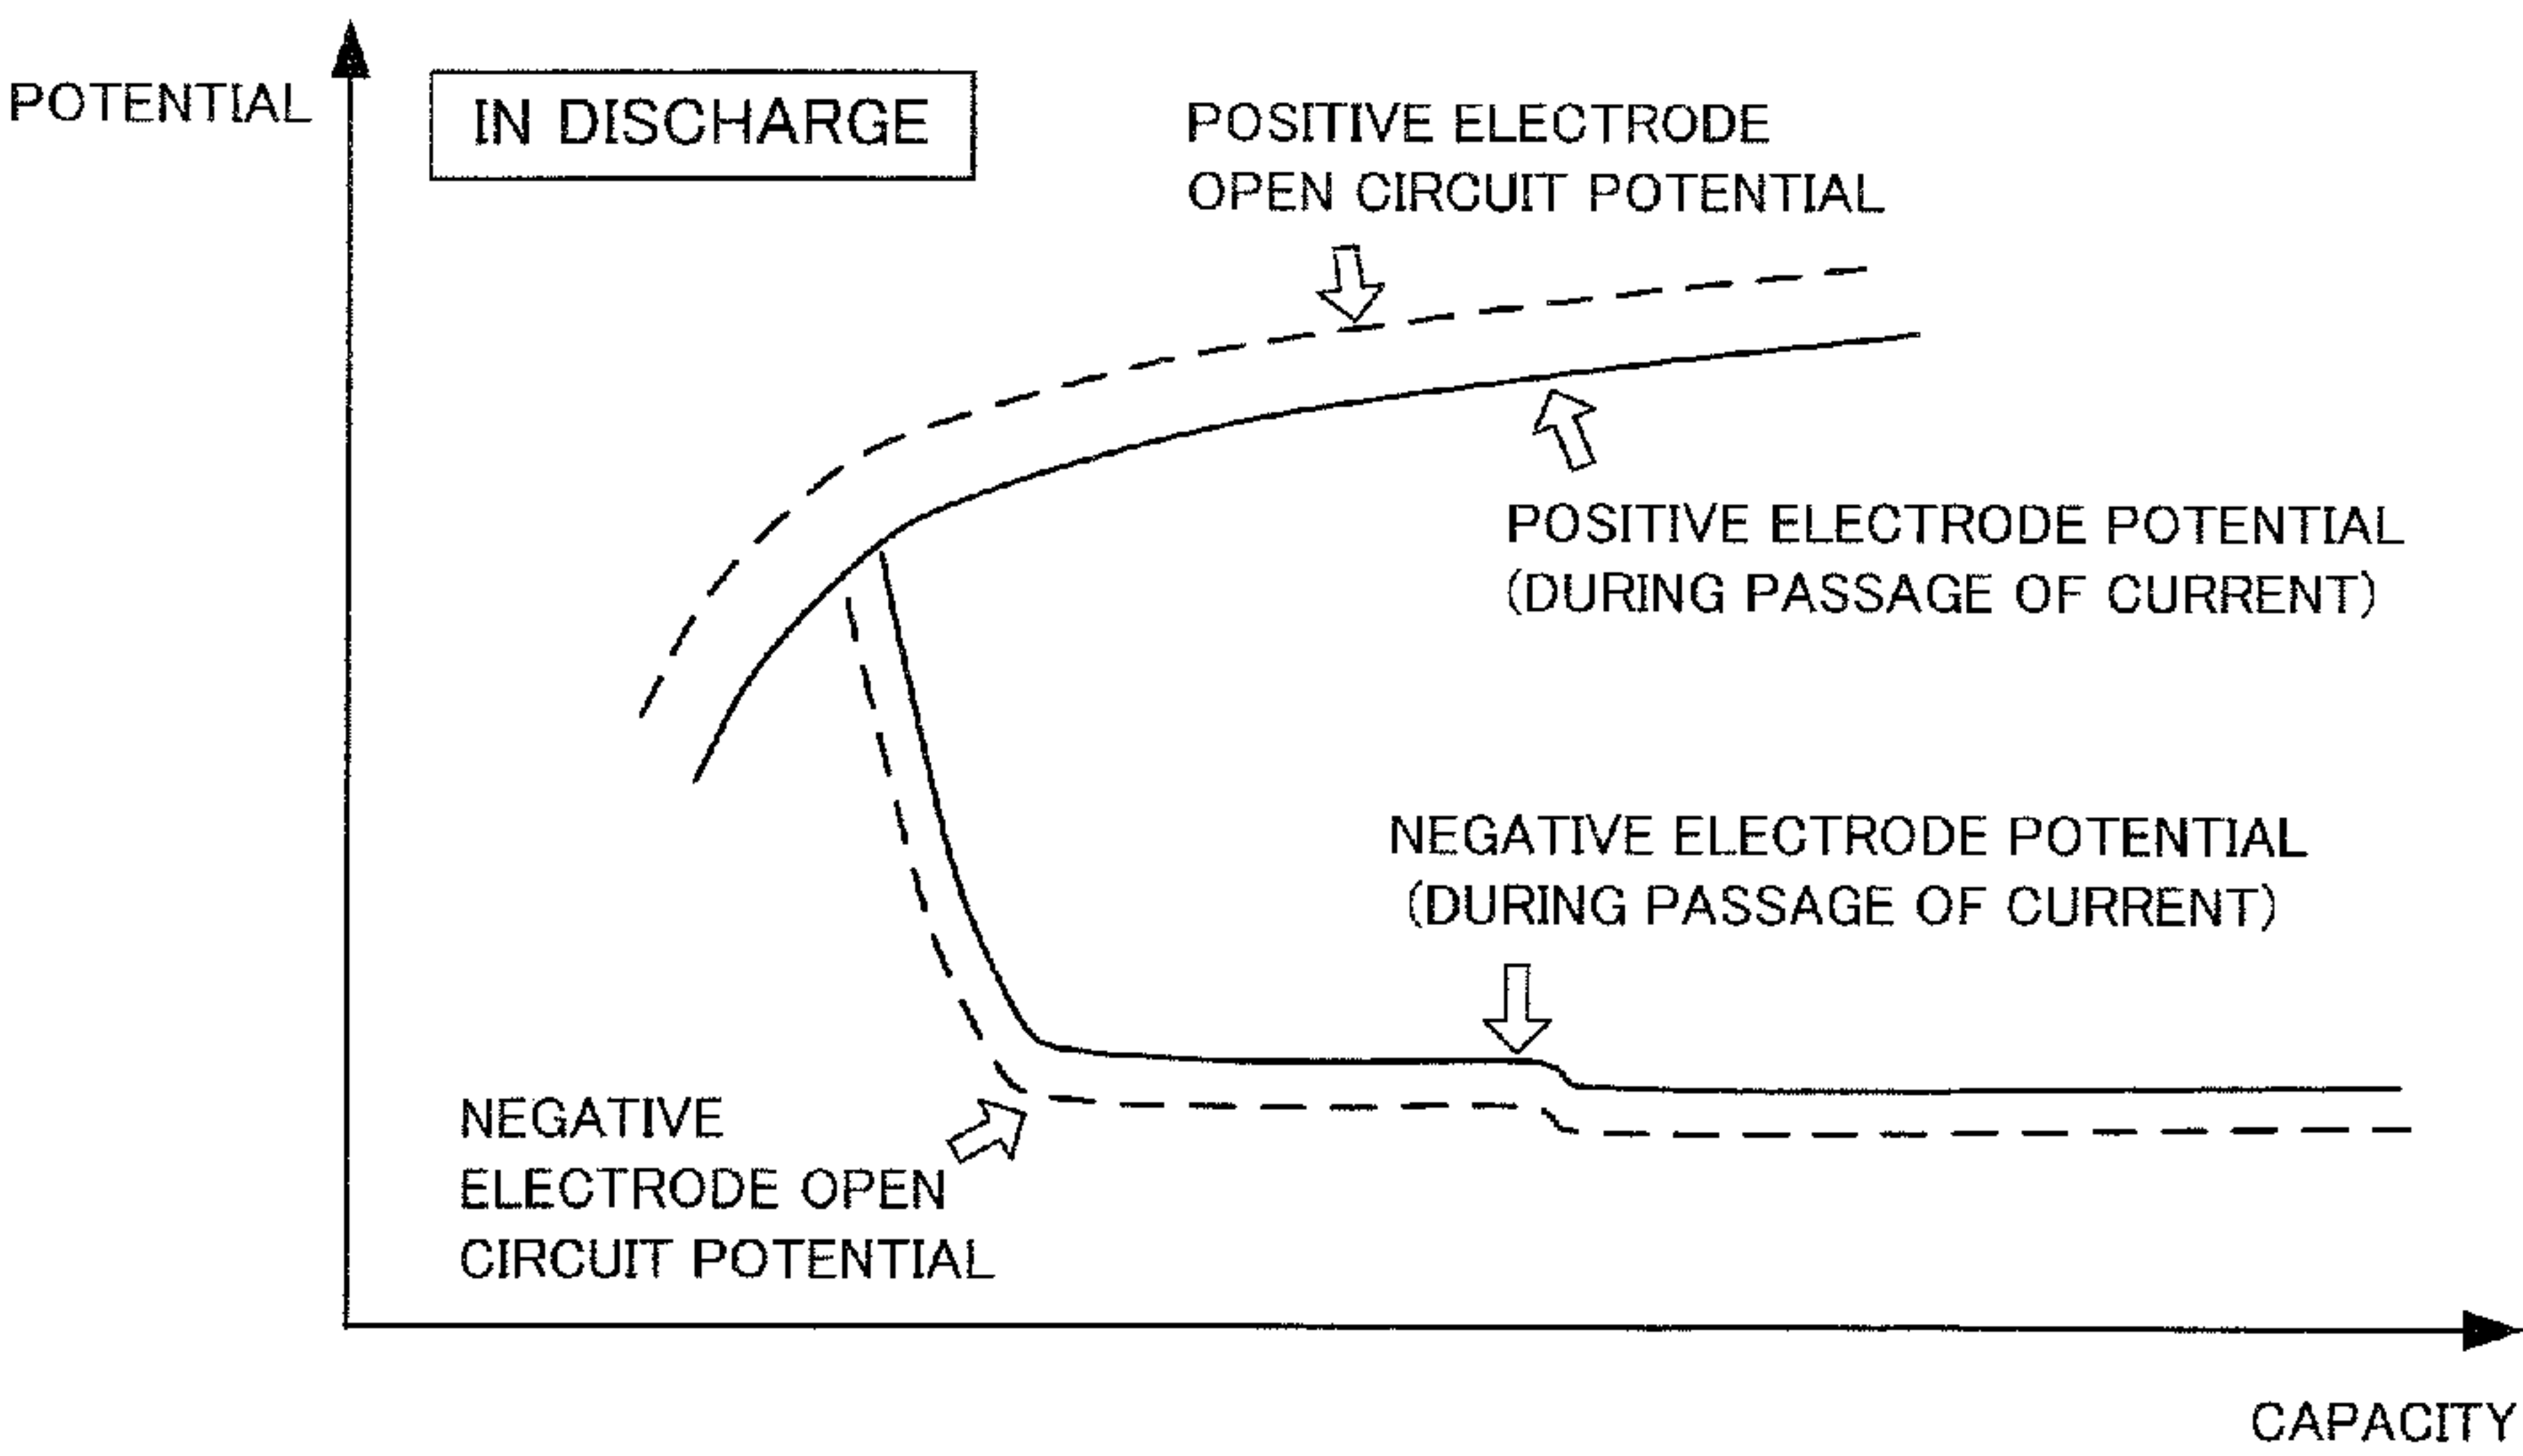 POTENTIAL
IN DISCHARGE
POSITIVE ELECTRODE
OPEN CIRCUIT POTENTIAL
POSITIVE ELECTRODE POTENTIAL
(DURING PASSAGE OF CURRENT)
NEGATIVE ELECTRODE POTENTIAL
(DURING PASSAGE OF CURRENT)
NEGATIVE
ELECTRODE OPEN
CIRCUIT POTENTIAL
CAPACITY